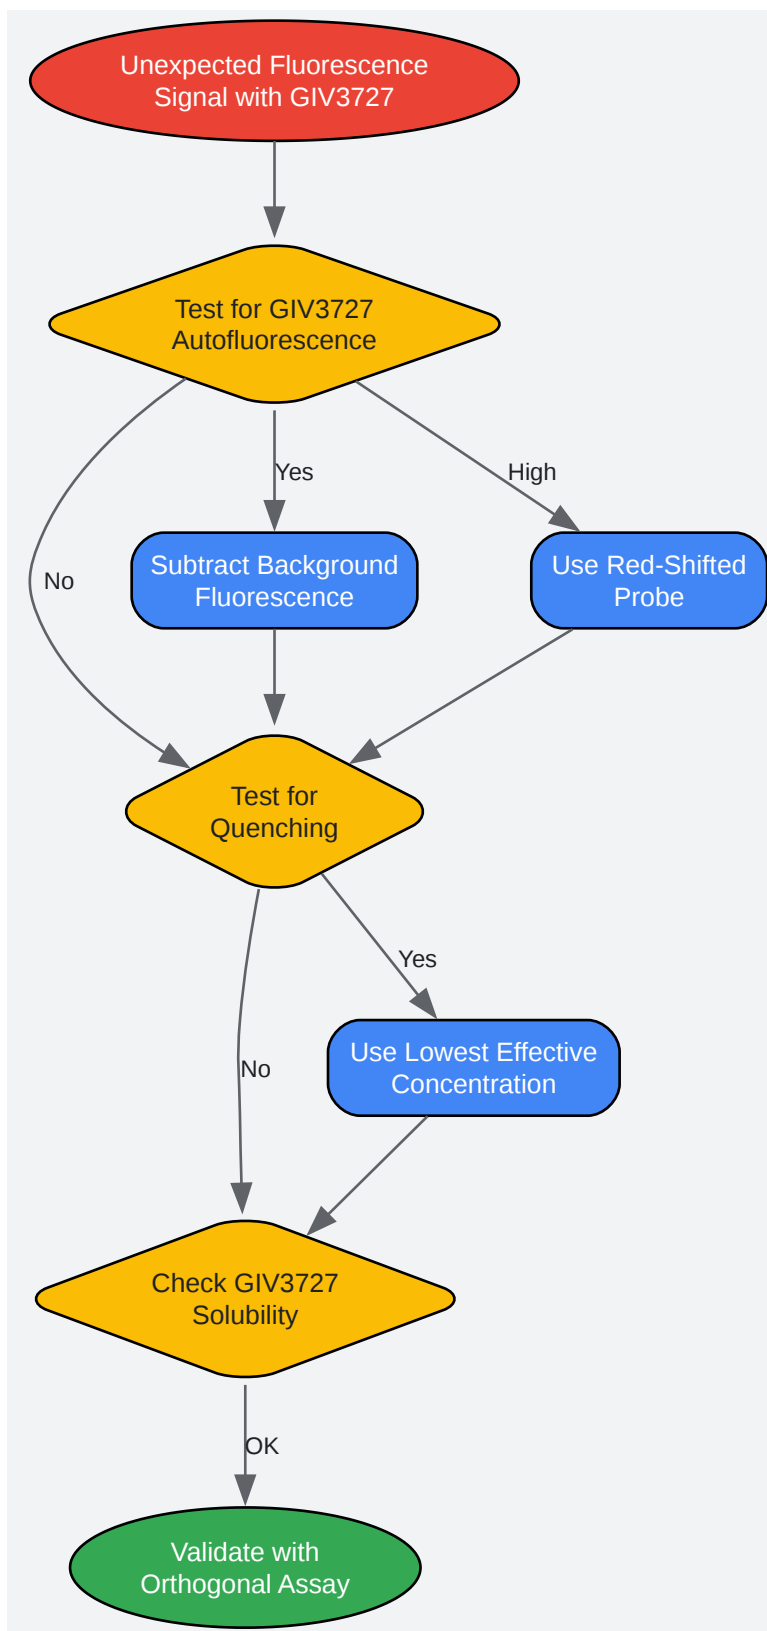 Unexpected Fluorescence
Signal with GIV3727
Test for GIV3727
Autofluorescence
Yes
High
No
Subtract Background
Fluorescence
Use Red-Shifted
Probe
Test for
Quenching
Yes
No
Use Lowest Effective
Concentration
Check GIV3727
Solubility
OK
Validate with
Orthogonal Assay